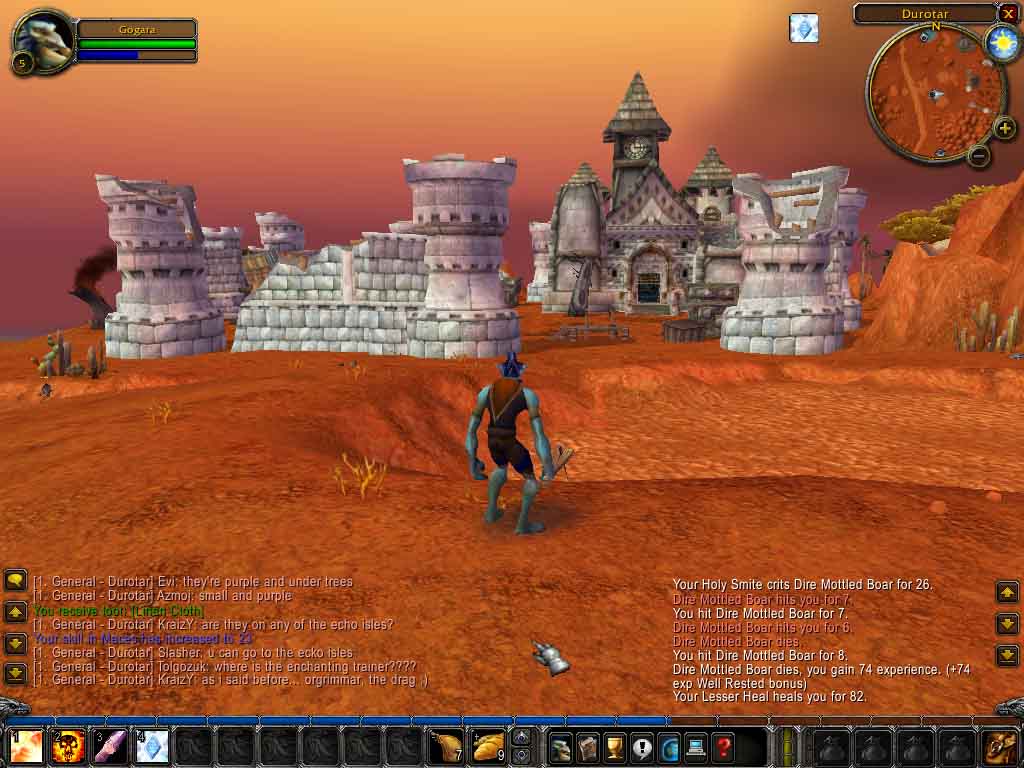 Gogara
5
Durotar
N
[1. General - Durotar] Evi: they're purple and under trees
[1. General - Durotar] Azmoj: small and purple
You receive loot: [Linen Cloth]
[1. General - Durotar] KraizY: are they on any of the echo isles?
Your skill in Maces has increased to 23.
[1. General - Durotar] Slasher: u can go to the ecko isles
[1. General - Durotar] Tolgozuk: where is the enchanting trainer????
[1. General - Durotar] KraizY: as i said before... orgrimmar, the drag ;)
Your Holy Smite crits Dire Mottled Boar for 26.
Dire Mottled Boar hits you for 7.
You hit Dire Mottled Boar for 7.
Dire Mottled Boar hits you for 6.
Dire Mottled Boar dies.
You hit Dire Mottled Boar for 8.
Dire Mottled Boar dies, you gain 74 experience. (+74
exp Well Rested bonus)
Your Lesser Heal heals you for 82.
1 2 3 4 7 9